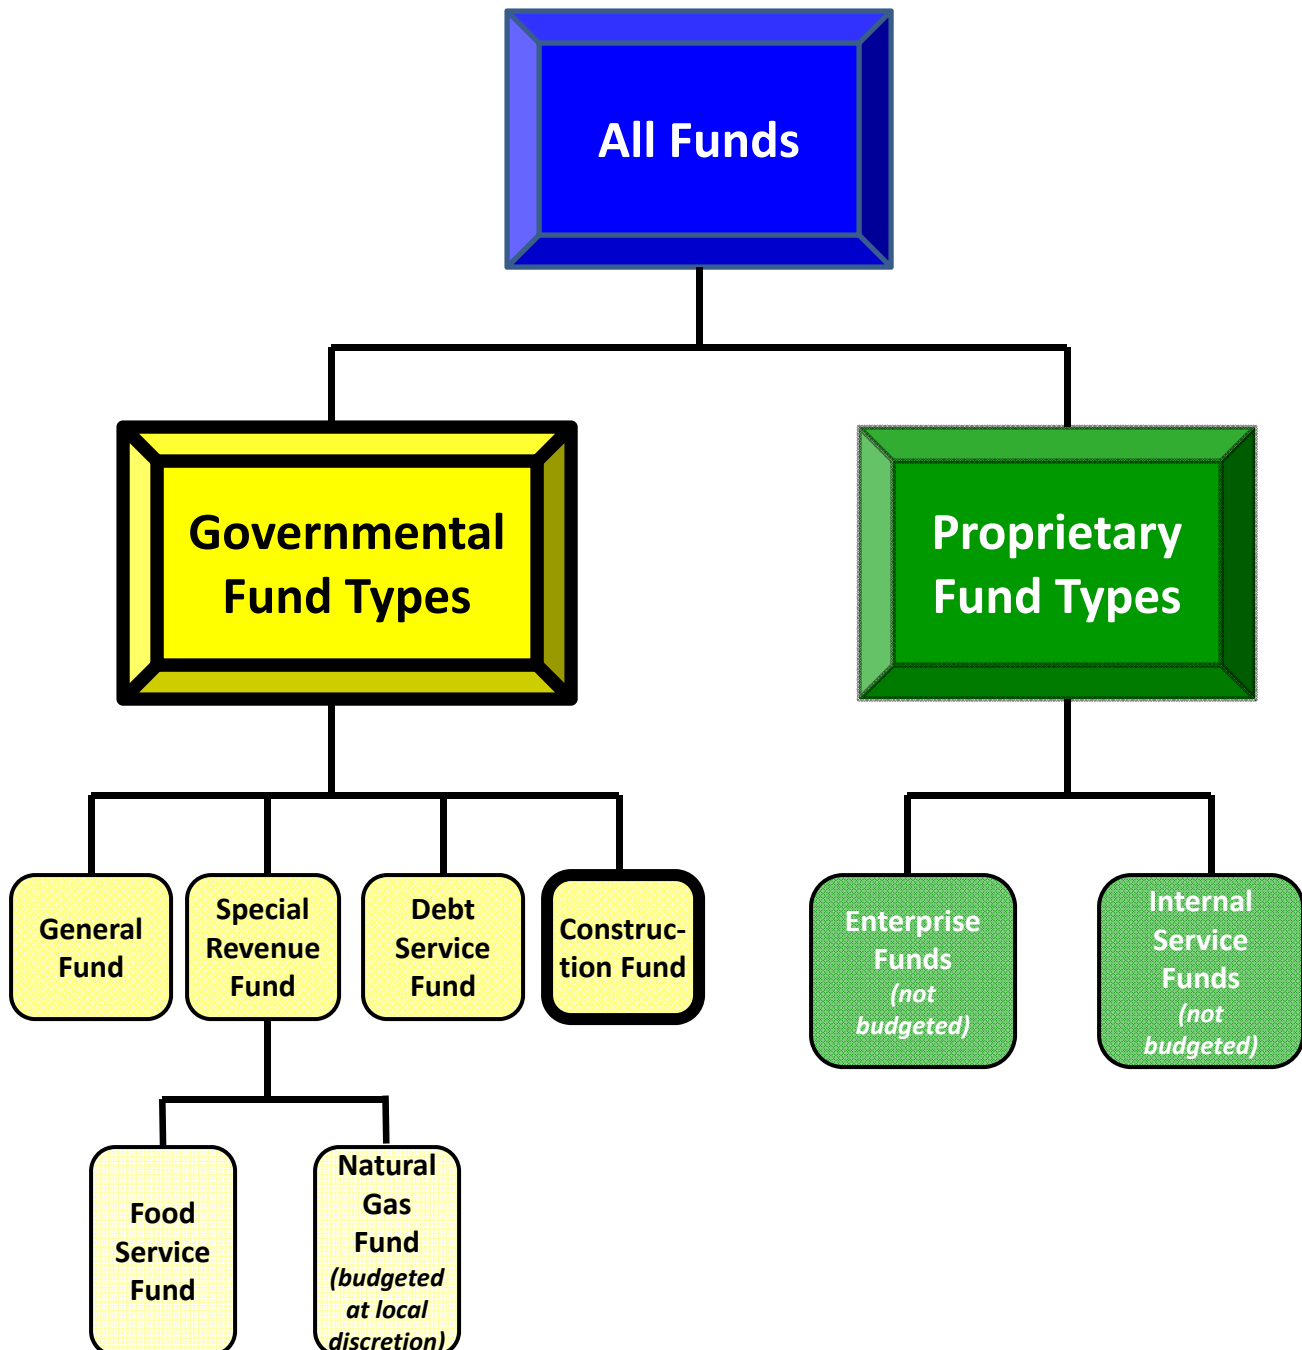 All Funds
Governmental
Fund Types
Proprietary
Fund Types
General
Fund
Special
Revenue
Fund
Debt
Service
Fund
Construc-
tion Fund
Enterprise
Funds
(not
budgeted)
Internal
Service
Funds
(not
budgeted)
Food
Service
Fund
Natural
Gas
Fund
(budgeted
at local
discretion)